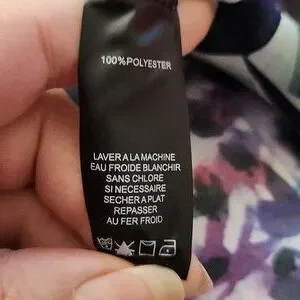 100%POLYESTER
LAVER A LA MACHINE
EAU FROIDE BLANCHIR
SANS CHLORE
SI NECESSAIRE
SECHER A PLAT
REPASSER
AU FER FROID